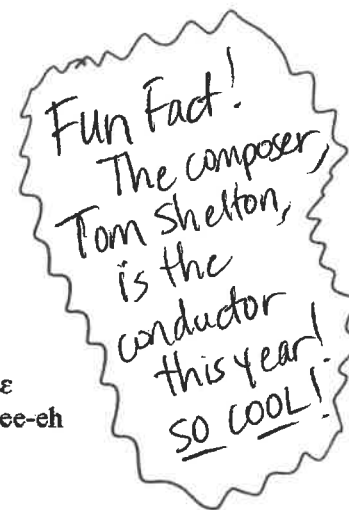 Fun Fact!
The composer,
Tom Shelton,
is the
conductor
this year!
SO COOL!
ε
ee-eh